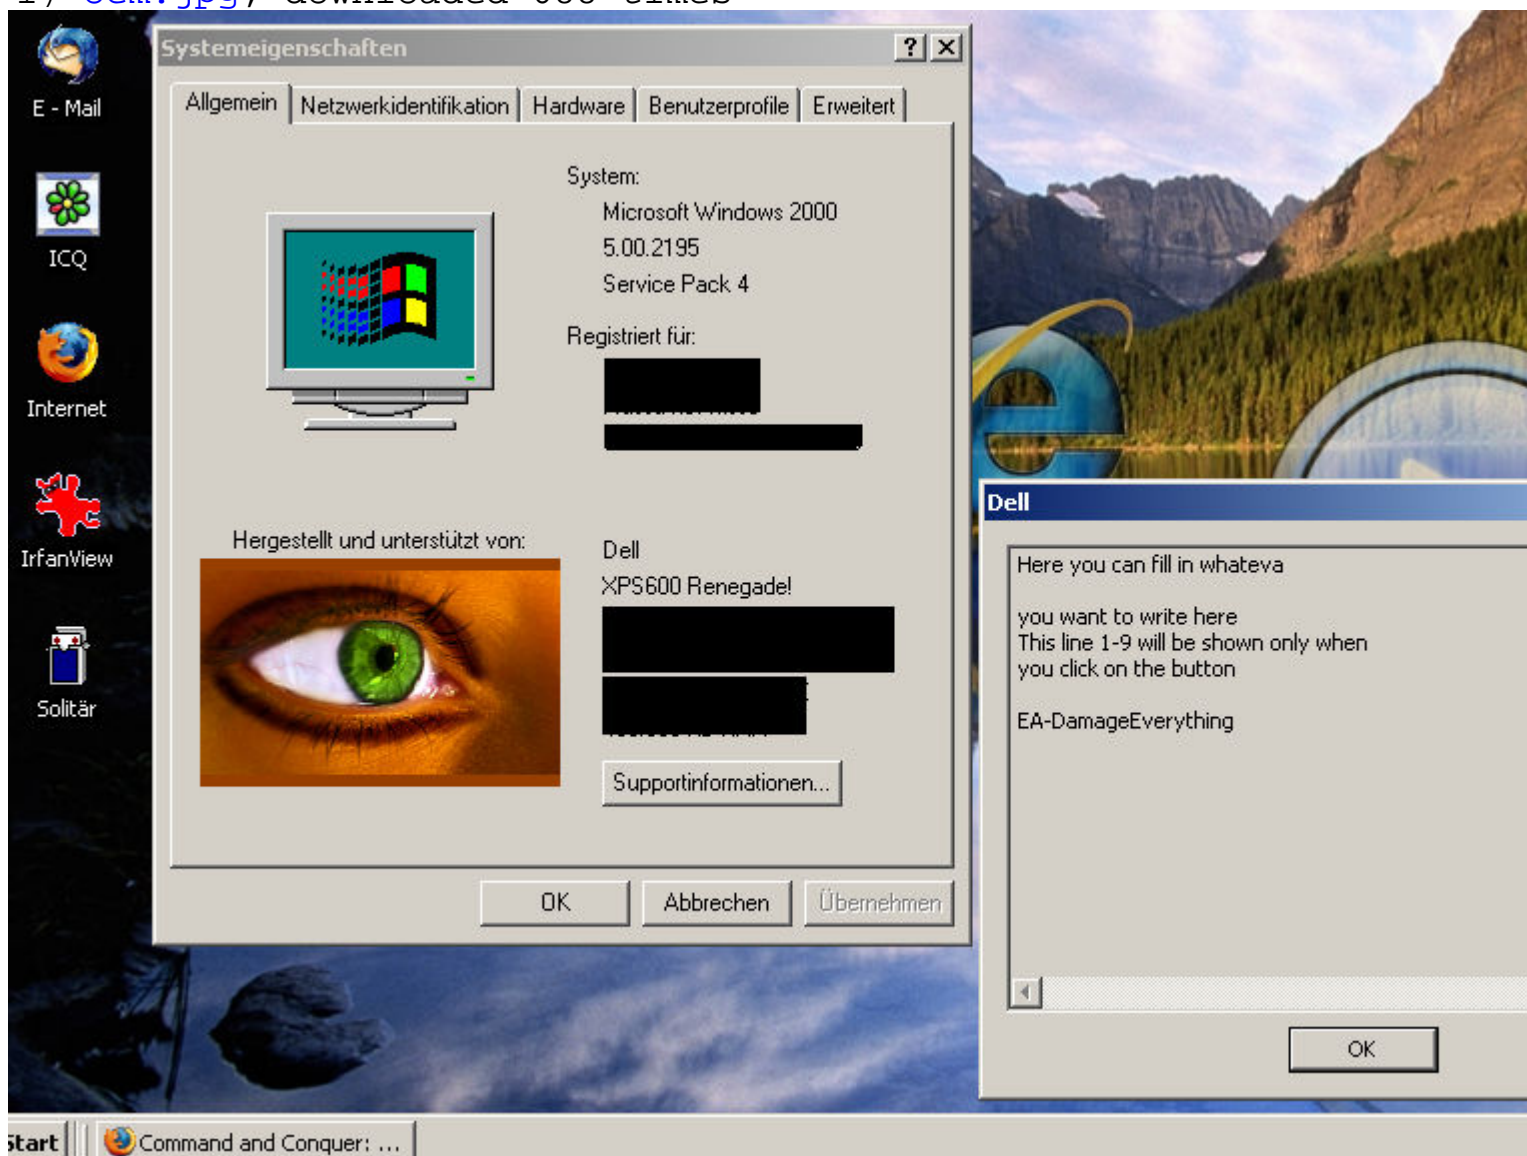 E - Mail
ICQ
Internet
IrfanView
Solitär
Systemeigenschaften
Allgemein
Netzwerkidentifikation
Hardware
Benutzerprofile
Erweitert
System:
Microsoft Windows 2000
5.00.2195
Service Pack 4
Registriert für:
Hergestellt und unterstützt von:
Dell
XPS600 Renegade!
Supportinformationen...
OK
Abbrechen
Übernehmen
Dell
Here you can fill in whateva
you want to write here
This line 1-9 will be shown only when
you click on the button
EA-DamageEverything
OK
Start
Command and Conquer: ...